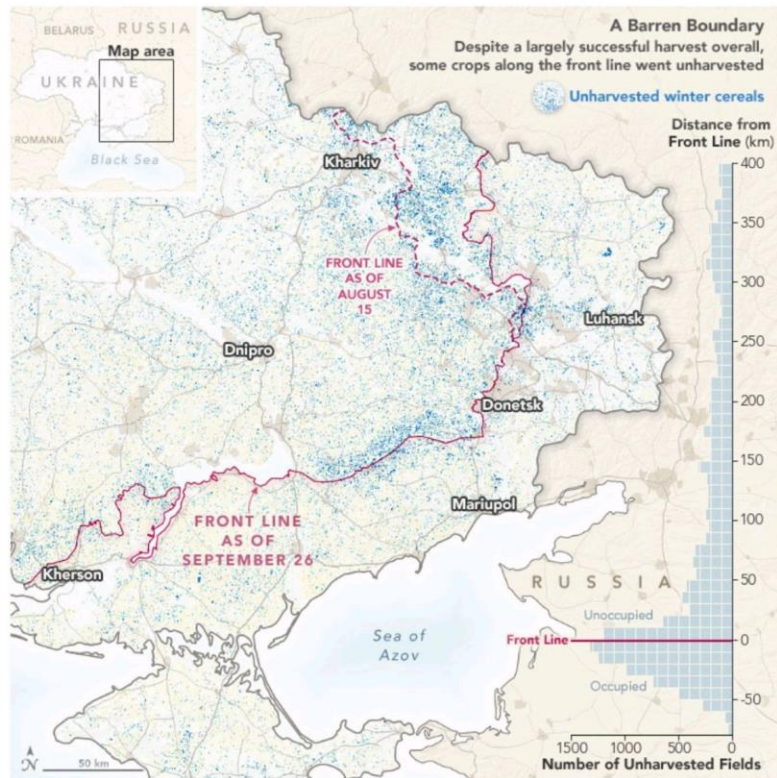 BELARUS
RUSSIA
Map area
UKRAINE
ROMANIA
Black Sea
A Barren Boundary
Despite a largely successful harvest overall,
some crops along the front line went unharvested
Unharvested winter cereals
Distance from
Front Line (km)
400
350
300
250
200
150
100
50
0
-50
Kharkiv
FRONT LINE
AS OF
AUGUST
15
Luhansk
Dnipro
Donetsk
Mariupol
FRONT LINE
AS OF
SEPTEMBER 26
Kherson
RUSSIA
Sea of
Azov
Unoccupied
Front Line
Occupied
N
50 km
1500 1000 500 0
Number of Unharvested Fields